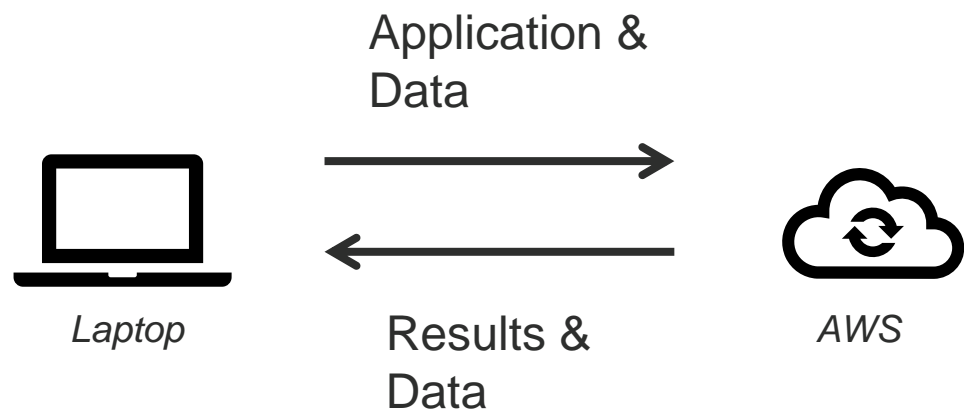 Application &
Data
Laptop
AWS
Results &
Data